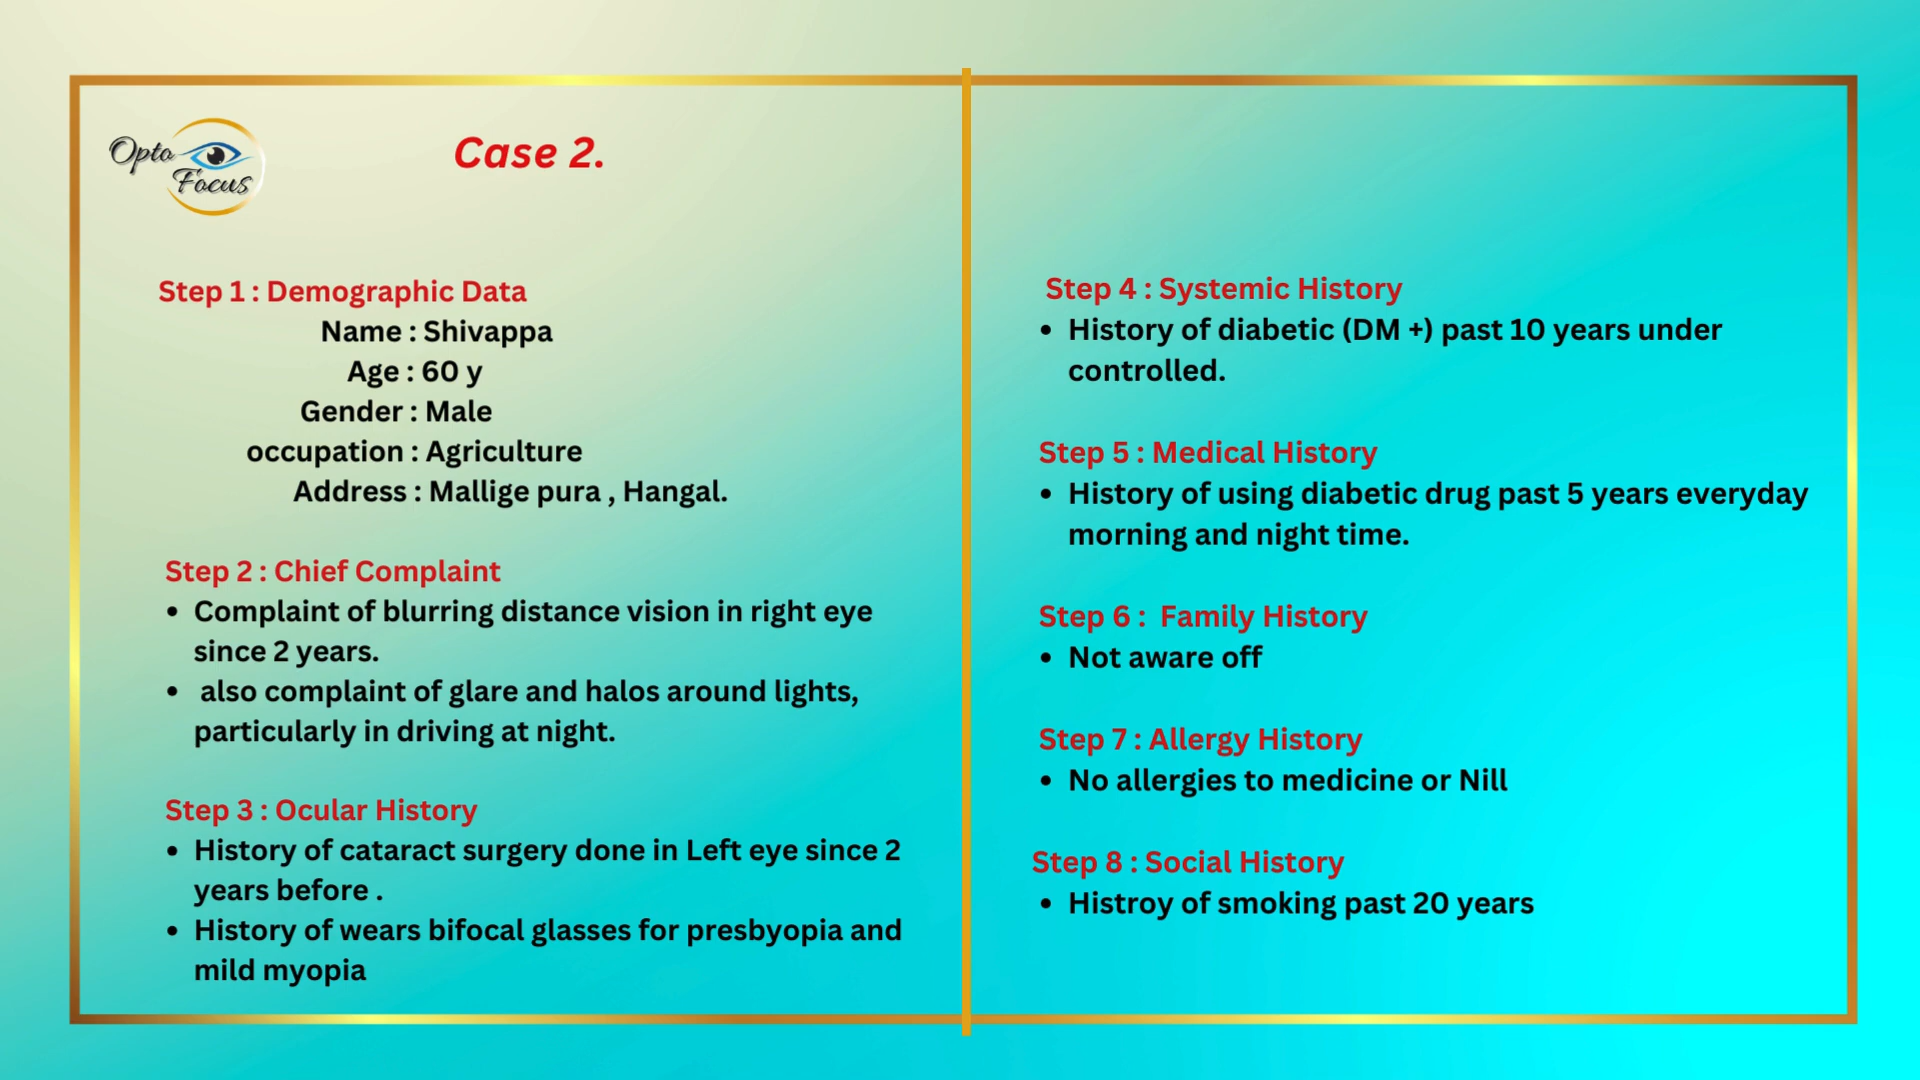 Opto
Focus
Case 2.
Step 1 : Demographic Data
Name : Shivappa
Age : 60 y
Gender : Male
occupation : Agriculture
Address : Mallige pura , Hangal.
Step 2 : Chief Complaint
• Complaint of blurring distance vision in right eye
since 2 years.
• also complaint of glare and halos around lights,
particularly in driving at night.
Step 3 : Ocular History
• History of cataract surgery done in Left eye since 2
years before .
• History of wears bifocal glasses for presbyopia and
mild myopia
Step 4 : Systemic History
• History of diabetic (DM +) past 10 years under
controlled.
Step 5 : Medical History
• History of using diabetic drug past 5 years everyday
morning and night time.
Step 6 :  Family History
• Not aware off
Step 7 : Allergy History
• No allergies to medicine or Nill
Step 8 : Social History
• Histroy of smoking past 20 years